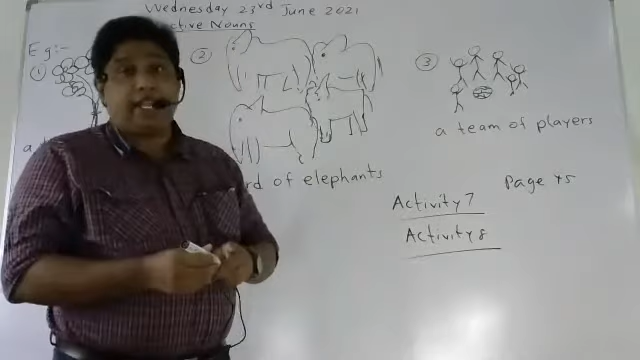 Wednesday 23rd June 2021
ective Nouns
Eg:-
① ② ③
a
rd of elephants
a team of players
Activity 7 Page 45
Activity 8